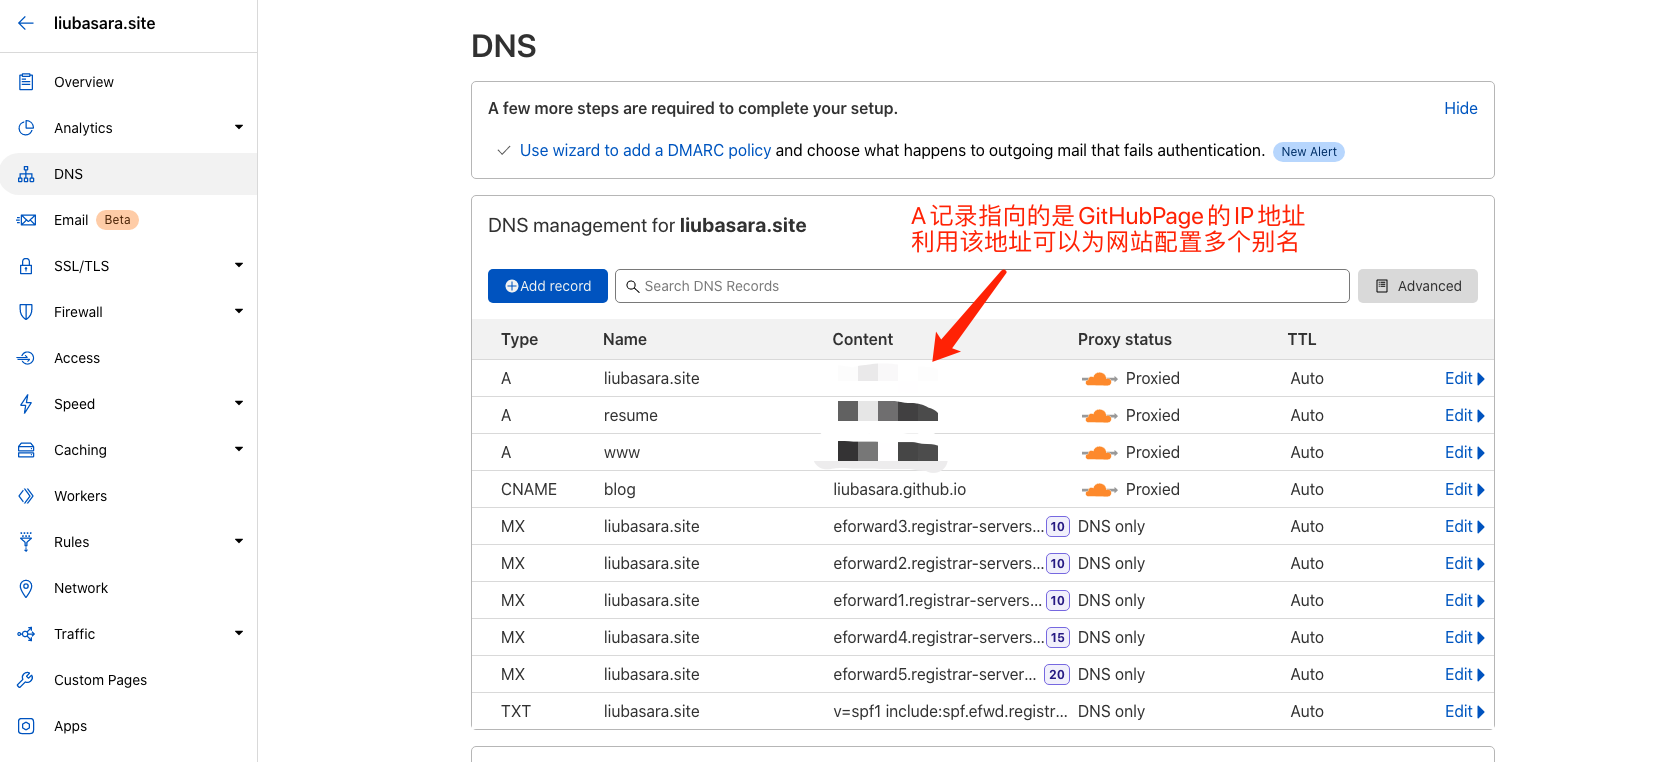 liubasara.site
Overview
Analytics
DNS
Email Beta
SSL/TLS
Firewall
Access
Speed
Caching
Workers
Rules
Network
Traffic
Custom Pages
Apps
DNS
A few more steps are required to complete your setup. Hide
Use wizard to add a DMARC policy and choose what happens to outgoing mail that fails authentication. New Alert
DNS management for liubasara.site
A 记录指向的是 GitHubPage 的 IP 地址
利用该地址可以为网站配置多个别名
Add record Search DNS Records Advanced
Type Name Content Proxy status TTL
A liubasara.site Proxied Auto Edit
A resume Proxied Auto Edit
A www Proxied Auto Edit
CNAME blog liubasara.github.io Proxied Auto Edit
MX liubasara.site eforward3.registrar-servers... 10 DNS only Auto Edit
MX liubasara.site eforward2.registrar-servers... 10 DNS only Auto Edit
MX liubasara.site eforward1.registrar-servers... 10 DNS only Auto Edit
MX liubasara.site eforward4.registrar-servers... 15 DNS only Auto Edit
MX liubasara.site eforward5.registrar-server... 20 DNS only Auto Edit
TXT liubasara.site v=spf1 include:spf.efwd.registr... DNS only Auto Edit